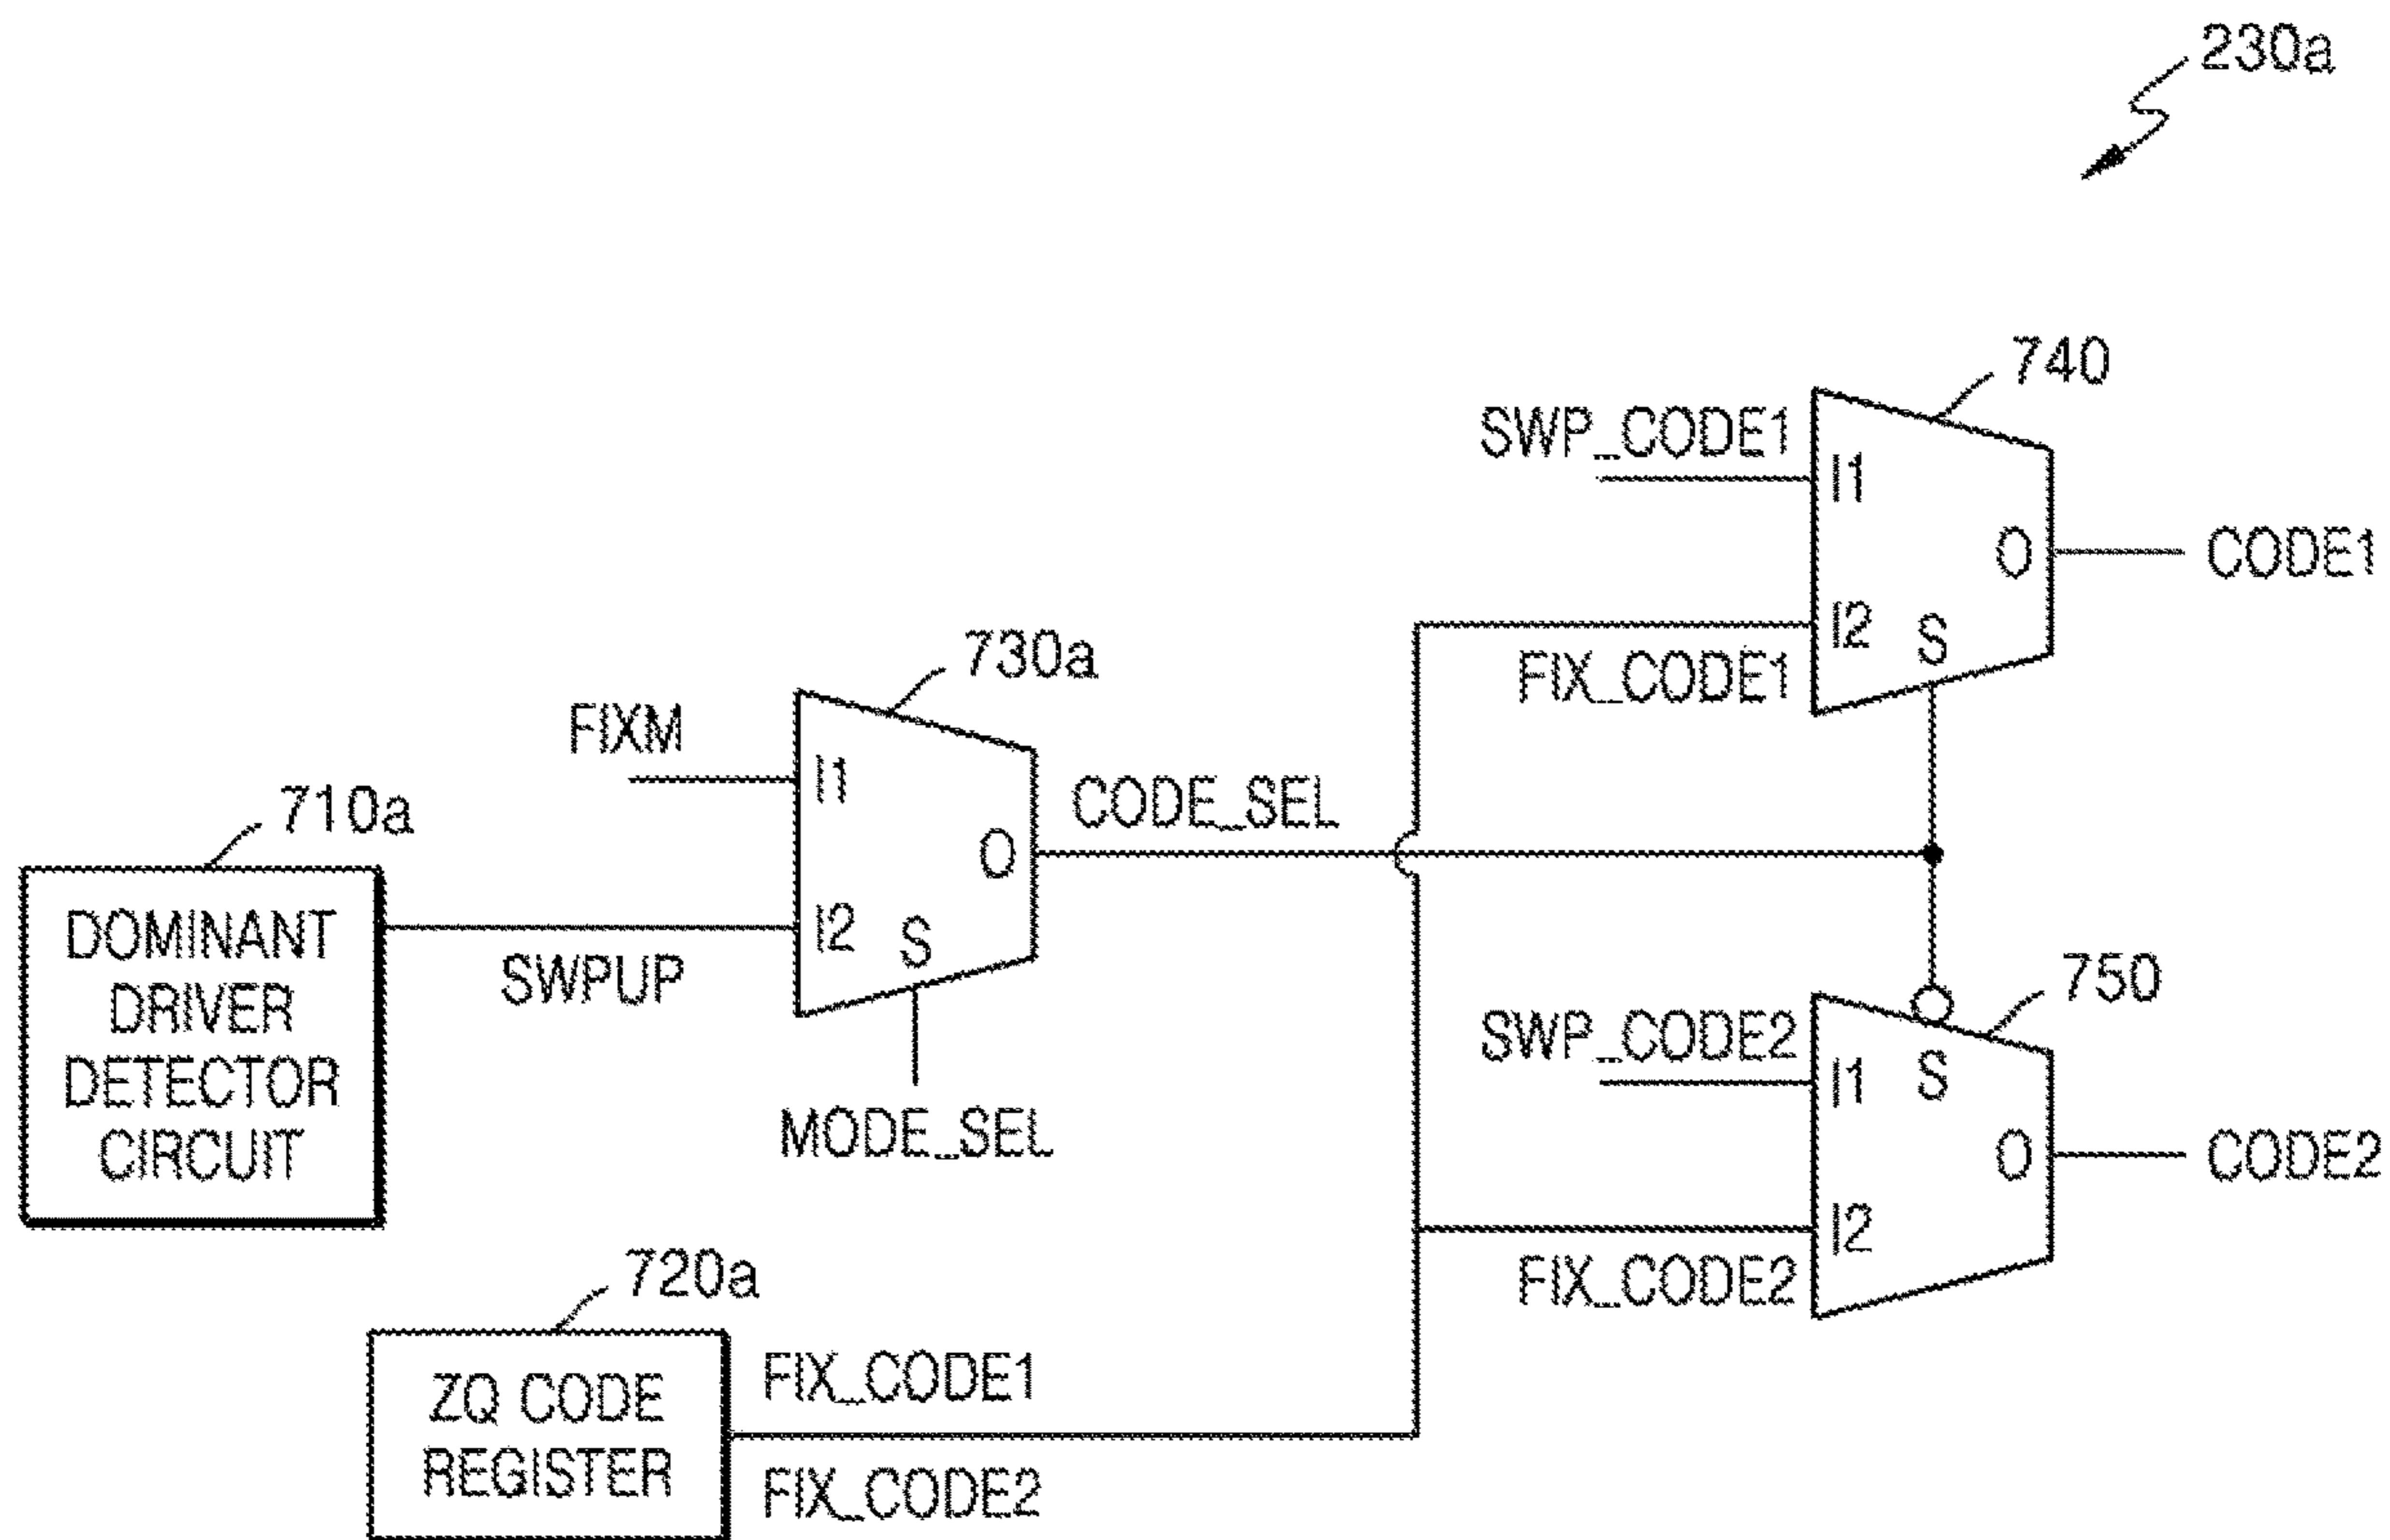 230a
740
SWP_CODE1
I1
O
CODE1
I2
S
FIX_CODE1
730a
FIXM
I1
O
CODE_SEL
I2
S
SWPUP
MODE_SEL
710a
DOMINANT
DRIVER
DETECTOR
CIRCUIT
750
SWP_CODE2
S
I1
O
CODE2
I2
FIX_CODE2
720a
ZQ CODE
REGISTER
FIX_CODE1
FIX_CODE2